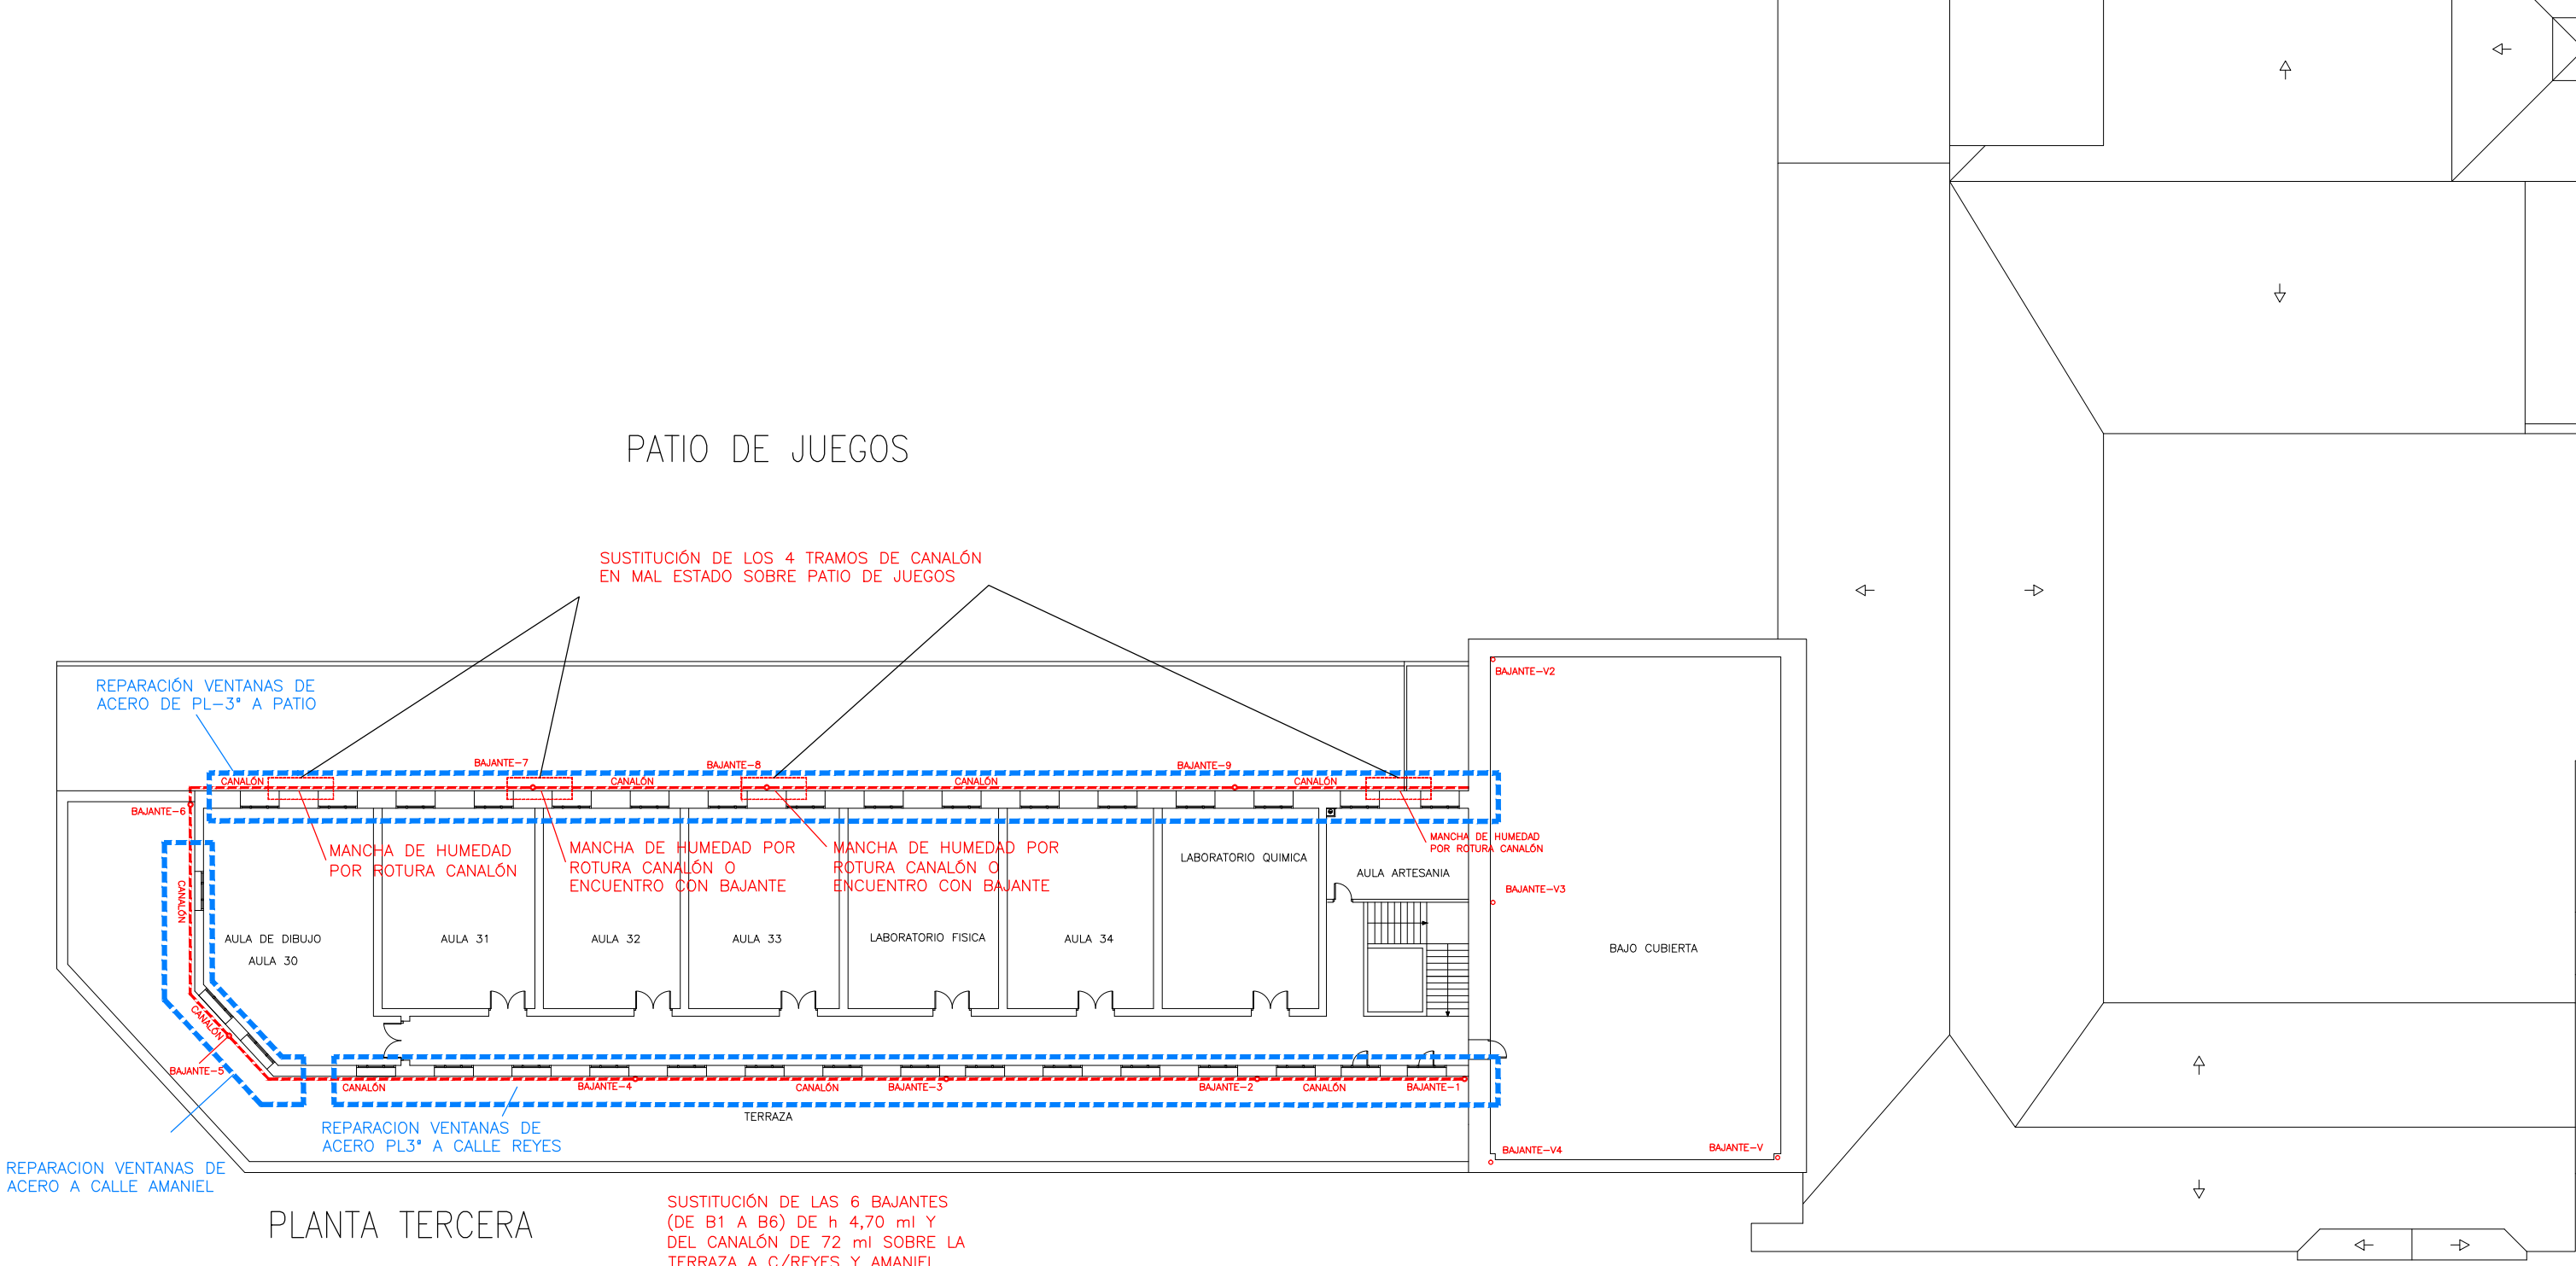 PATIO DE JUEGOS
SUSTITUCIÓN DE LOS 4 TRAMOS DE CANALÓN
EN MAL ESTADO SOBRE PATIO DE JUEGOS
REPARACIÓN VENTANAS DE
ACERO DE PL-3ª A PATIO
BAJANTE-V2
BAJANTE-7
BAJANTE-8
BAJANTE-9
CANALÓN
CANALÓN
CANALÓN
CANALÓN
BAJANTE-6
MANCHA DE HUMEDAD
POR ROTURA CANALÓN
MANCHA DE HUMEDAD POR
ROTURA CANALÓN O
ENCUENTRO CON BAJANTE
MANCHA DE HUMEDAD POR
ROTURA CANALÓN O
ENCUENTRO CON BAJANTE
MANCHA DE HUMEDAD
POR ROTURA CANALÓN
LABORATORIO QUIMICA
AULA ARTESANIA
BAJANTE-V3
CANALÓN
AULA DE DIBUJO
AULA 30
AULA 31
AULA 32
AULA 33
LABORATORIO FISICA
AULA 34
BAJO CUBIERTA
CANALÓN
BAJANTE-5
CANALÓN
BAJANTE-4
CANALÓN
BAJANTE-3
BAJANTE-2
CANALÓN
BAJANTE-1
TERRAZA
REPARACION VENTANAS DE
ACERO PL3ª A CALLE REYES
BAJANTE-V4
BAJANTE-V
REPARACION VENTANAS DE
ACERO A CALLE AMANIEL
PLANTA TERCERA
SUSTITUCIÓN DE LAS 6 BAJANTES
(DE B1 A B6) DE h 4,70 ml Y
DEL CANALÓN DE 72 ml SOBRE LA
TERRAZA A C/REYES Y AMANIEL